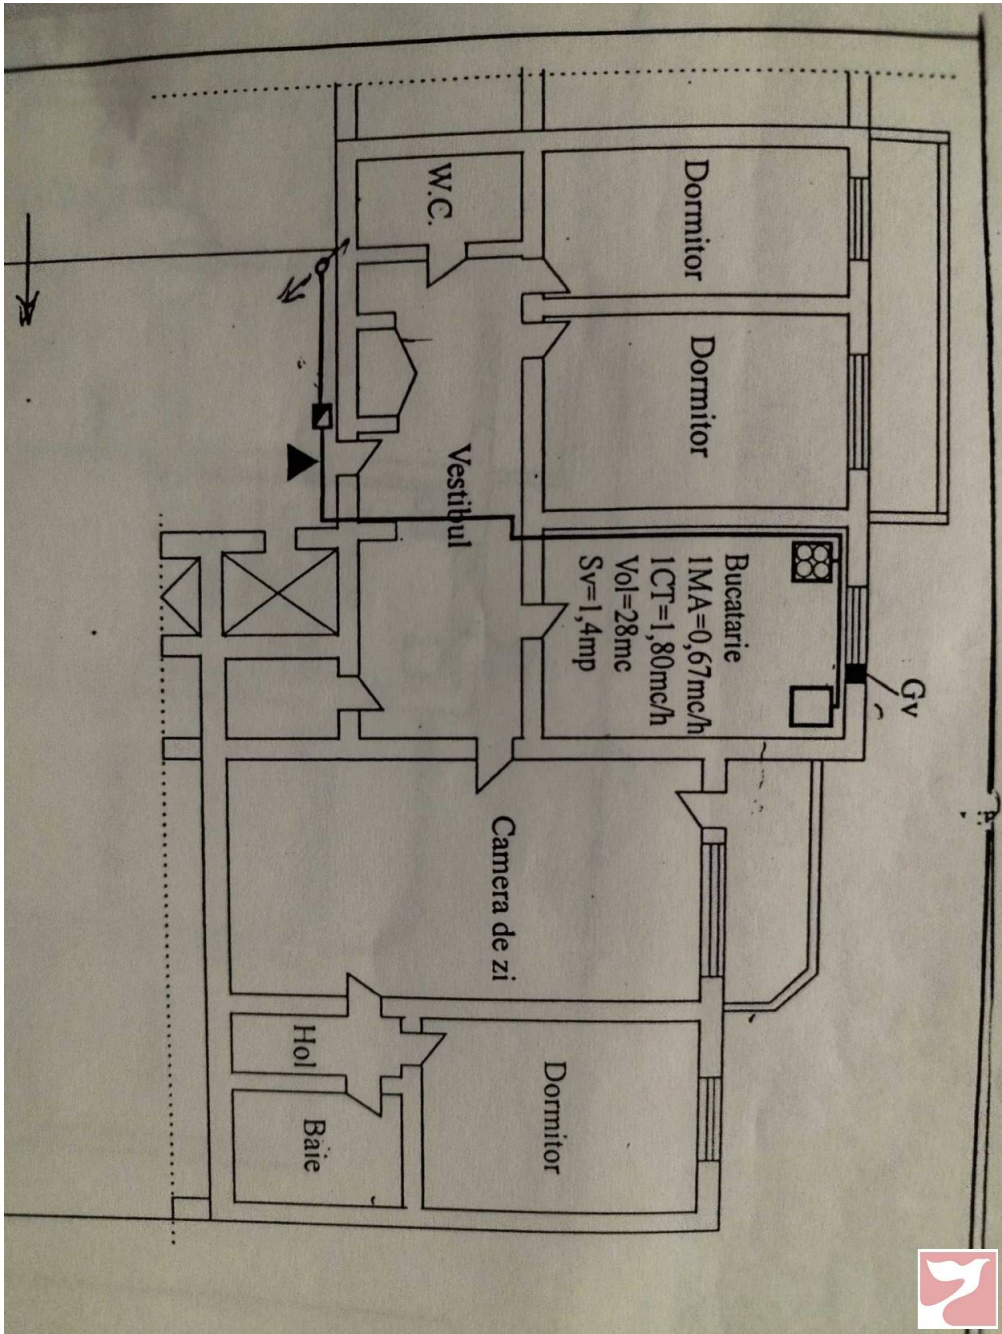 W.C.
Dormitor
Dormitor
Vestibul
Bucatarie
1MA=0,67mc/h
1CT=1,80mc/h
Vol=28mc
Sv=1,4mp
Gv
Camera de zi
Hol
Baie
Dormitor